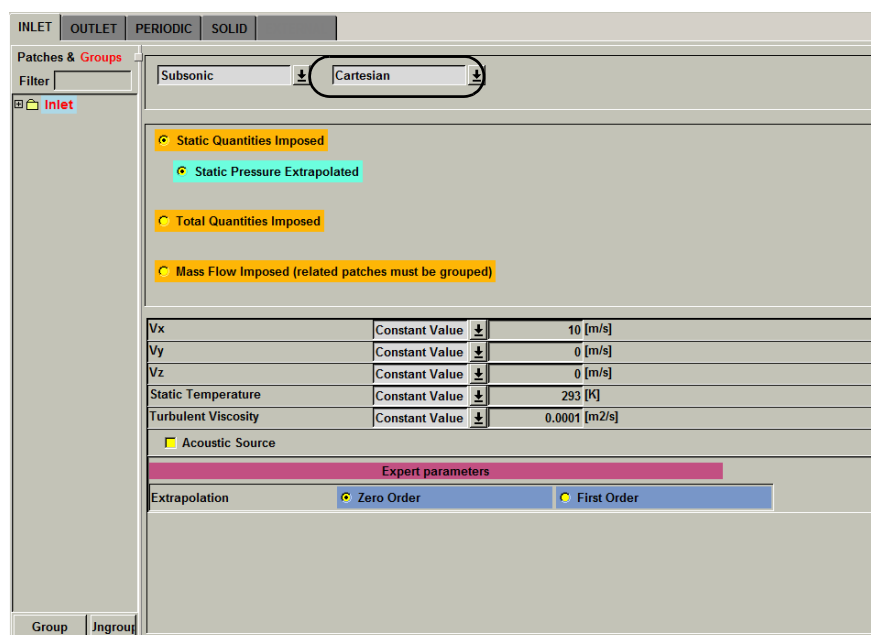 INLET OUTLET PERIODIC SOLID
Patches & Groups
Filter
Inlet
Subsonic Cartesian
Static Quantities Imposed
Static Pressure Extrapolated
Total Quantities Imposed
Mass Flow Imposed (related patches must be grouped)
Vx Constant Value 10 [m/s]
Vy Constant Value 0 [m/s]
Vz Constant Value 0 [m/s]
Static Temperature Constant Value 293 [K]
Turbulent Viscosity Constant Value 0.0001 [m2/s]
Acoustic Source
Expert parameters
Extrapolation Zero Order First Order
Group Jngroup